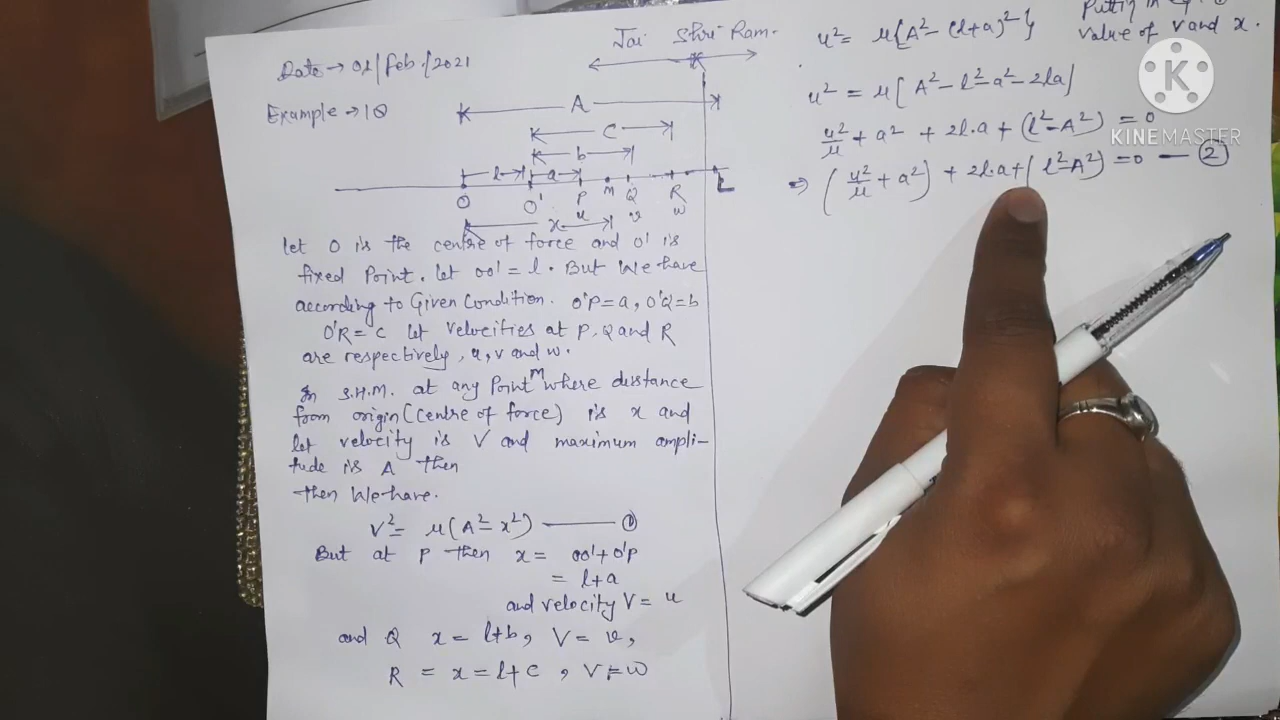 Jai Shri Ram.
Date → 01/Feb./2021
Example → 10
A
C
b
l a
O O' P M Q R L
u v w
x
let O is the centre of force and O' is
fixed Point. let OO' = l. But We have
according to Given Condition. O'P = a, O'Q = b
O'R = C let velocities at P, Q and R
are respectively, u, v and w.
In S.H.M. at any Point M where distance
from origin (centre of force) is x and
let velocity is V and maximum ampli-
tude is A then
then We have.
V² = μ(A² - x²) —— ①
But at P then x = OO' + O'P
= l+a
and velocity V = u
and Q x = l+b, V = v,
R = x = l+c, V = w
Putting in
value of v and x.
u² = μ{A² - (l+a)²}
u² = μ[A² - l² - a² - 2la]
u²/μ + a² + 2l.a + (l² - A²) = 0
⇒ (u²/μ + a²) + 2l.a + (l² - A²) = 0 — ②
K
KINEMASTER